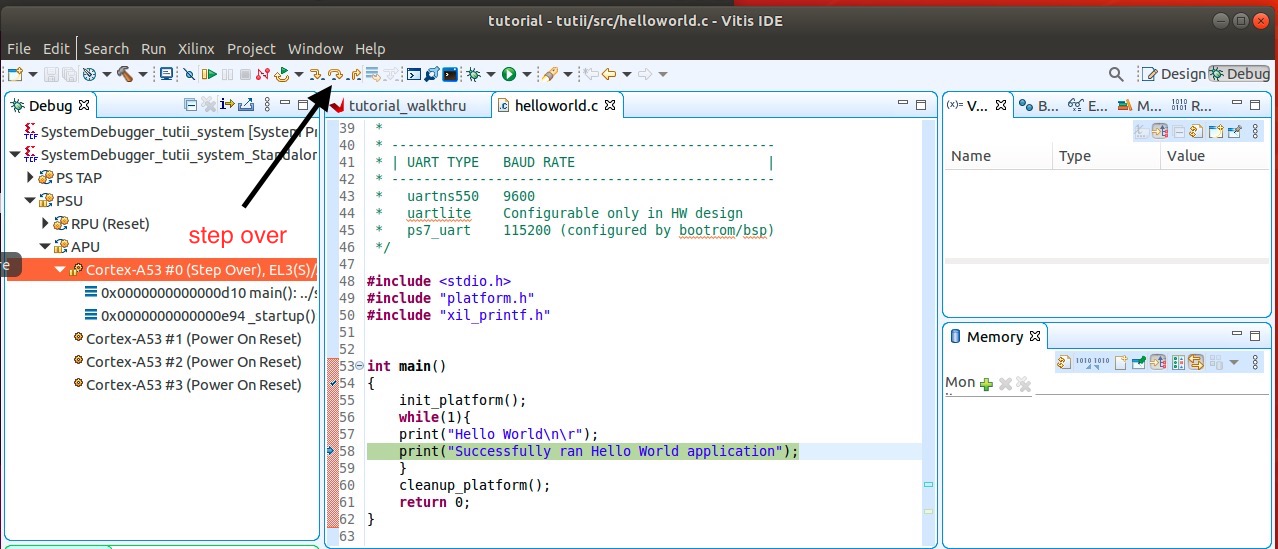 tutorial - tutii/src/helloworld.c - Vitis IDE
File Edit Search Run Xilinx Project Window Help
Design Debug
Debug
SystemDebugger_tutii_system [System Pr
SystemDebugger_tutii_system_Standalon
PS TAP
PSU
RPU (Reset)
APU
Cortex-A53 #0 (Step Over), EL3(S)/
0x0000000000000d10 main(): ../s
0x0000000000000e94 _startup()
Cortex-A53 #1 (Power On Reset)
Cortex-A53 #2 (Power On Reset)
Cortex-A53 #3 (Power On Reset)
re
step over
tutorial_walkthru helloworld.c
39 *
40 * -----------------------------------------------
41 * | UART TYPE BAUD RATE |
42 * -----------------------------------------------
43 * uartns550 9600
44 * uartlite Configurable only in HW design
45 * ps7_uart 115200 (configured by bootrom/bsp)
46 */
47
48 #include <stdio.h>
49 #include "platform.h"
50 #include "xil_printf.h"
51
52
53 int main()
54 {
55 init_platform();
56 while(1){
57 print("Hello World\n\r");
58 print("Successfully ran Hello World application");
59 }
60 cleanup_platform();
61 return 0;
62 }
63
(x)= V... B... E... M... 1010 0101 R...
Name Type Value
Memory
1010 1010
Mon
..